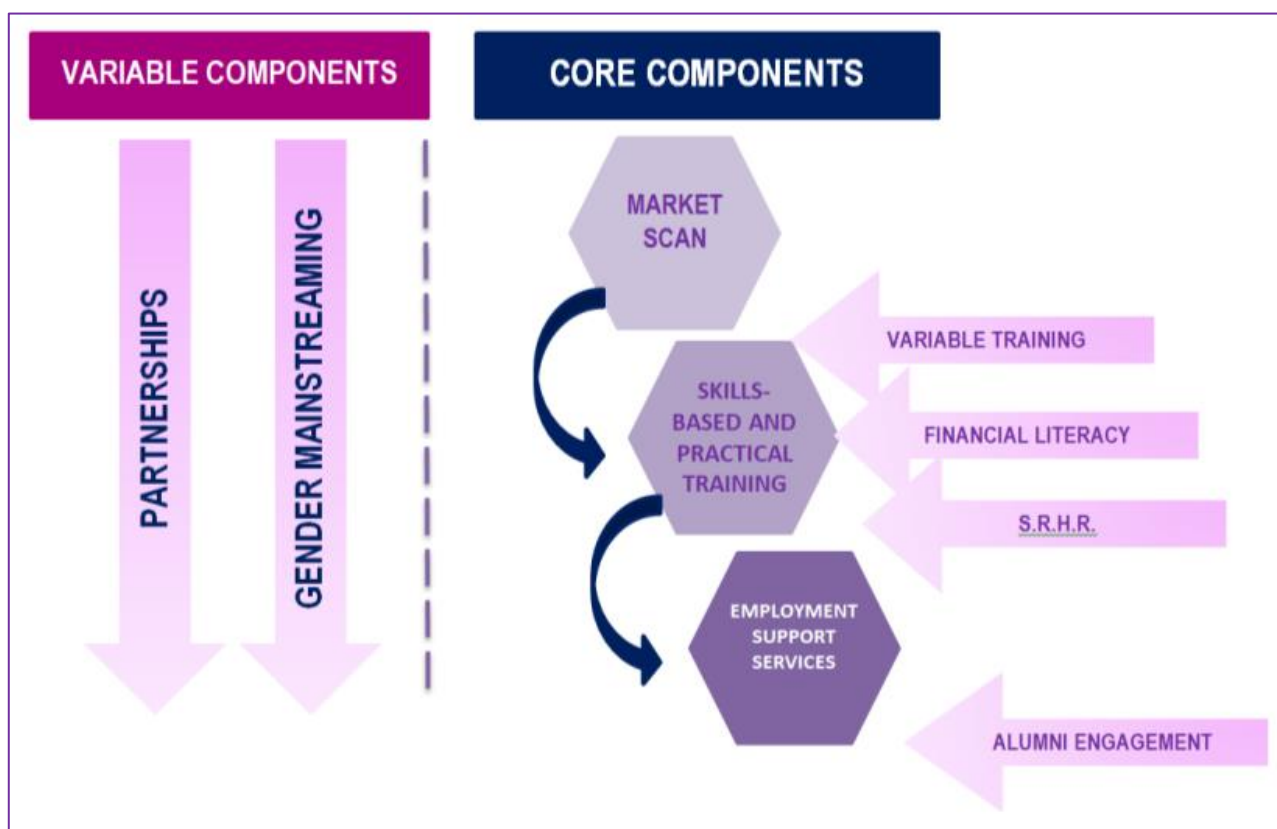 VARIABLE COMPONENTS
CORE COMPONENTS
PARTNERSHIPS
GENDER MAINSTREAMING
MARKET
SCAN
VARIABLE TRAINING
SKILLS-
BASED AND
PRACTICAL
TRAINING
FINANCIAL LITERACY
S.R.H.R.
EMPLOYMENT
SUPPORT
SERVICES
ALUMNI ENGAGEMENT